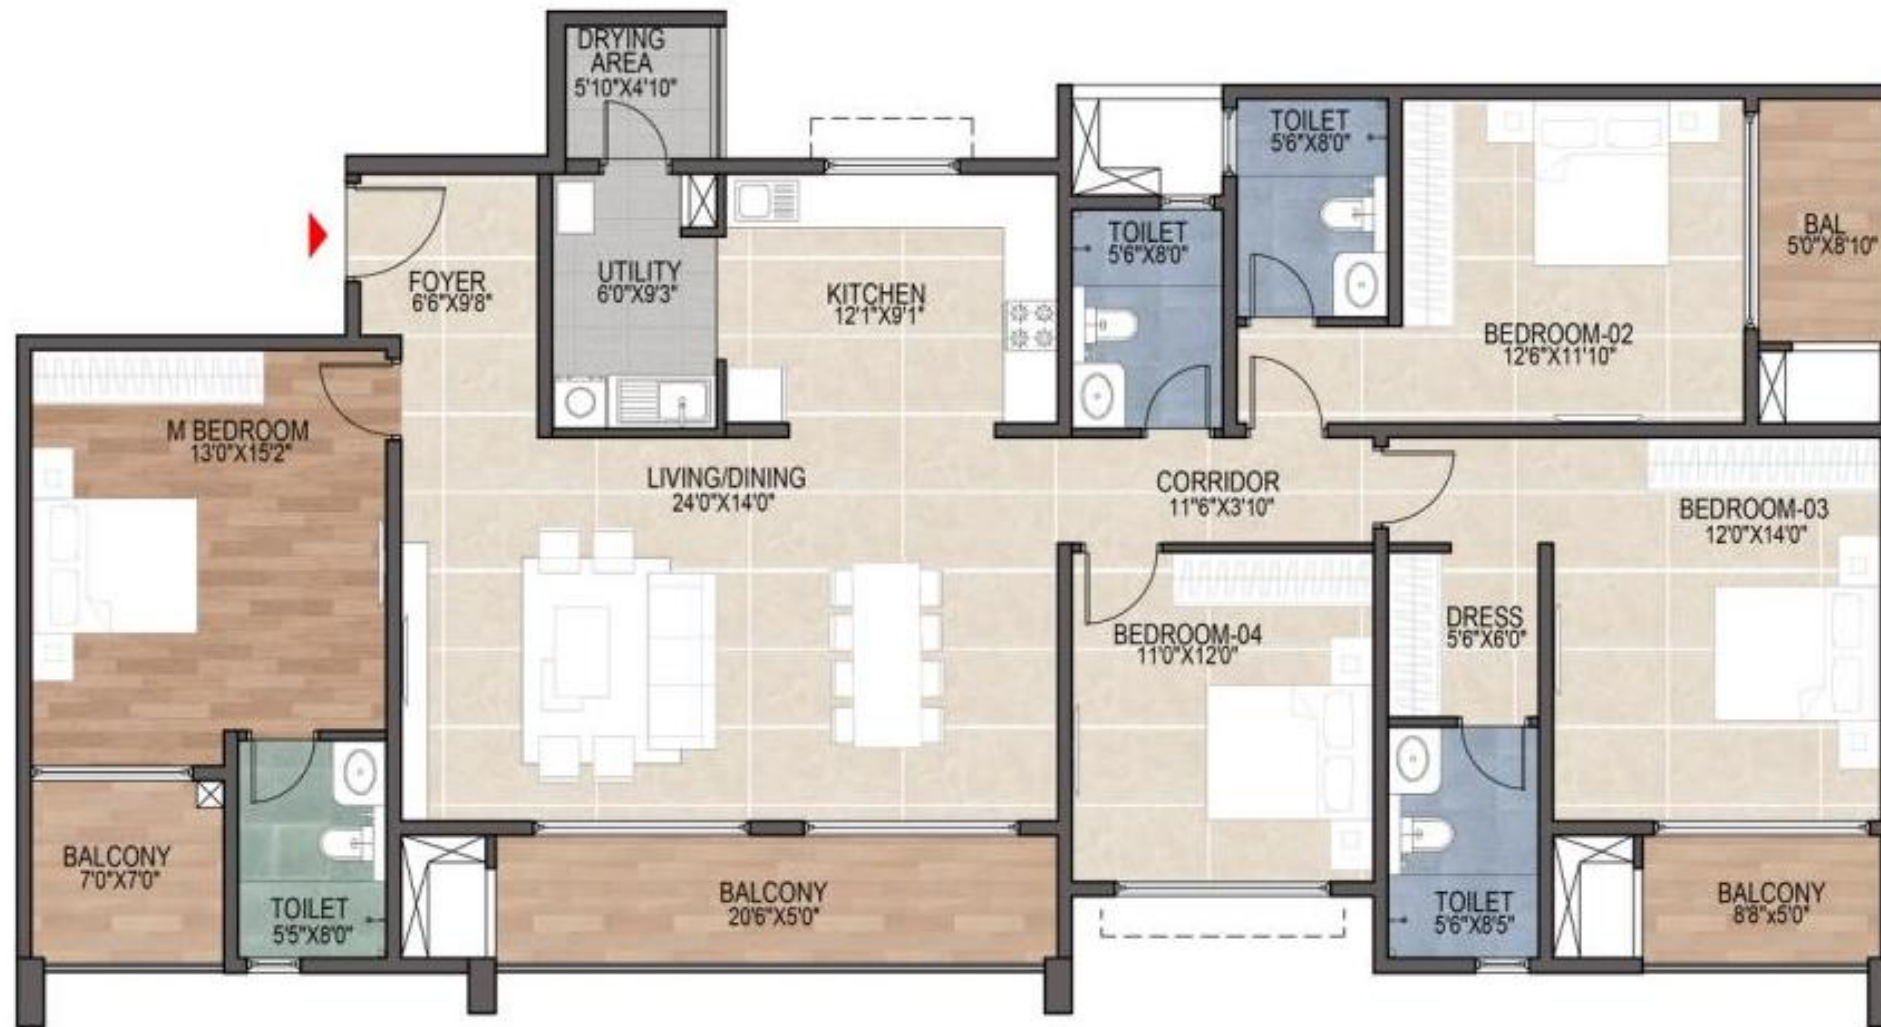 DRYING
AREA
5'10"X4'10"
TOILET
5'6"X8'0"
TOILET
5'6"X8'0"
BAL
5'0"X8'10"
FOYER
6'6"X9'8"
UTILITY
6'0"X9'3"
KITCHEN
12'1"X9'1"
BEDROOM-02
12'6"X11'10"
M BEDROOM
13'0"X15'2"
LIVING/DINING
24'0"X14'0"
CORRIDOR
11"6"X3'10"
BEDROOM-03
12'0"X14'0"
BEDROOM-04
11'0"X12'0"
DRESS
5'6"X6'0"
BALCONY
7'0"X7'0"
TOILET
5'5"X8'0"
BALCONY
20'6"X5'0"
TOILET
5'6"X8'5"
BALCONY
8'8"x5'0"